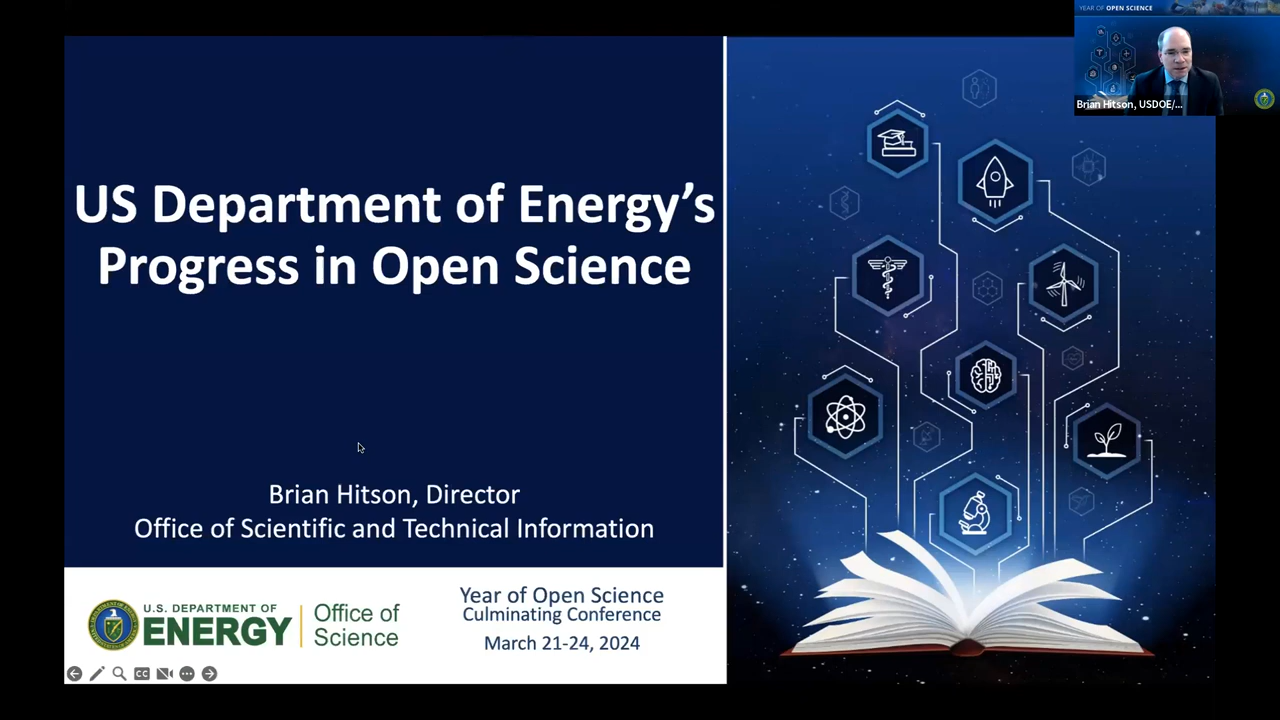 YEAR OF OPEN SCIENCE
Brian Hitson, USDOE/...
US Department of Energy's
Progress in Open Science
Brian Hitson, Director
Office of Scientific and Technical Information
U.S. DEPARTMENT OF
ENERGY
Office of
Science
Year of Open Science
Culminating Conference
March 21-24, 2024
CC